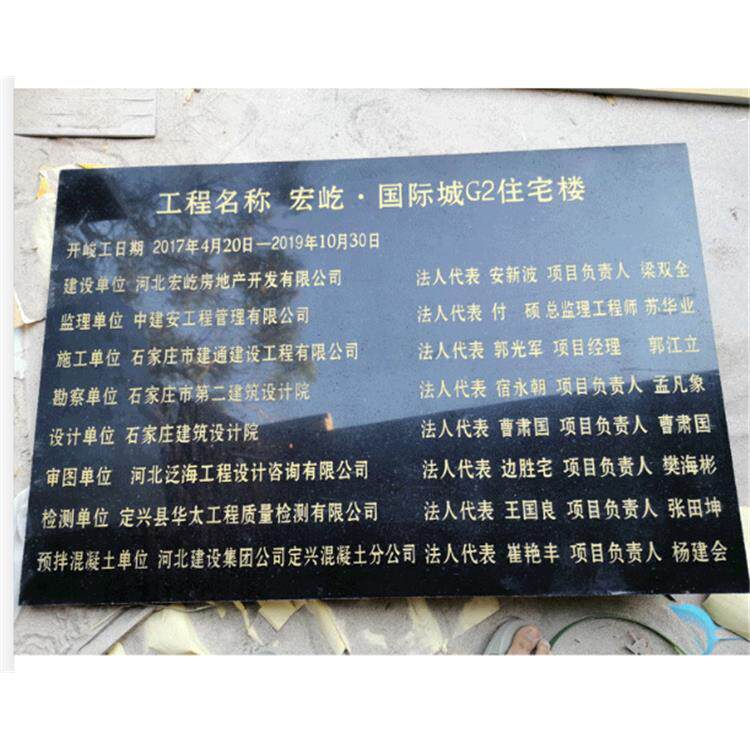 工程名称 宏屹·国际城G2住宅楼
开峻工日期 2017年4月20日—2019年10月30日
建设单位 河北宏屹房地产开发有限公司 法人代表 安新波 项目负责人 梁双全
监理单位 中建安工程管理有限公司 法人代表 付 硕 总监理工程师 苏华业
施工单位 石家庄市建通建设工程有限公司 法人代表 郭光军 项目经理 郭江立
勘察单位 石家庄市第二建筑设计院 法人代表 宿永朝 项目负责人 孟凡象
设计单位 石家庄建筑设计院 法人代表 曹肃国 项目负责人 曹肃国
审图单位 河北泛海工程设计咨询有限公司 法人代表 边胜宅 项目负责人 樊海彬
检测单位 定兴县华太工程质量检测有限公司 法人代表 王国良 项目负责人 张田坤
预拌混凝土单位 河北建设集团公司定兴混凝土分公司 法人代表 崔艳丰 项目负责人 杨建会